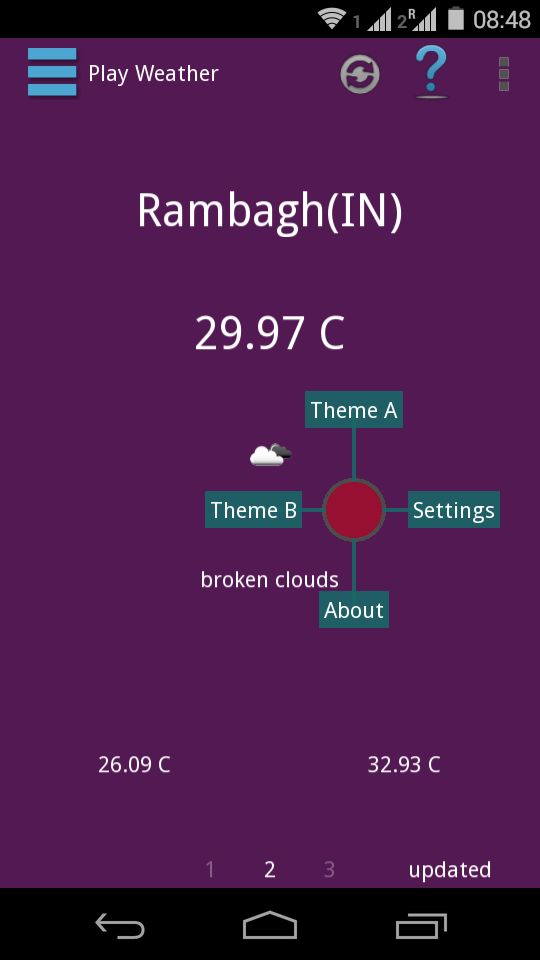 1 2 R 08:48
Play Weather ?
Rambagh(IN)
29.97 C
Theme A
Theme B Settings
broken clouds
About
26.09 C 32.93 C
1 2 3 updated